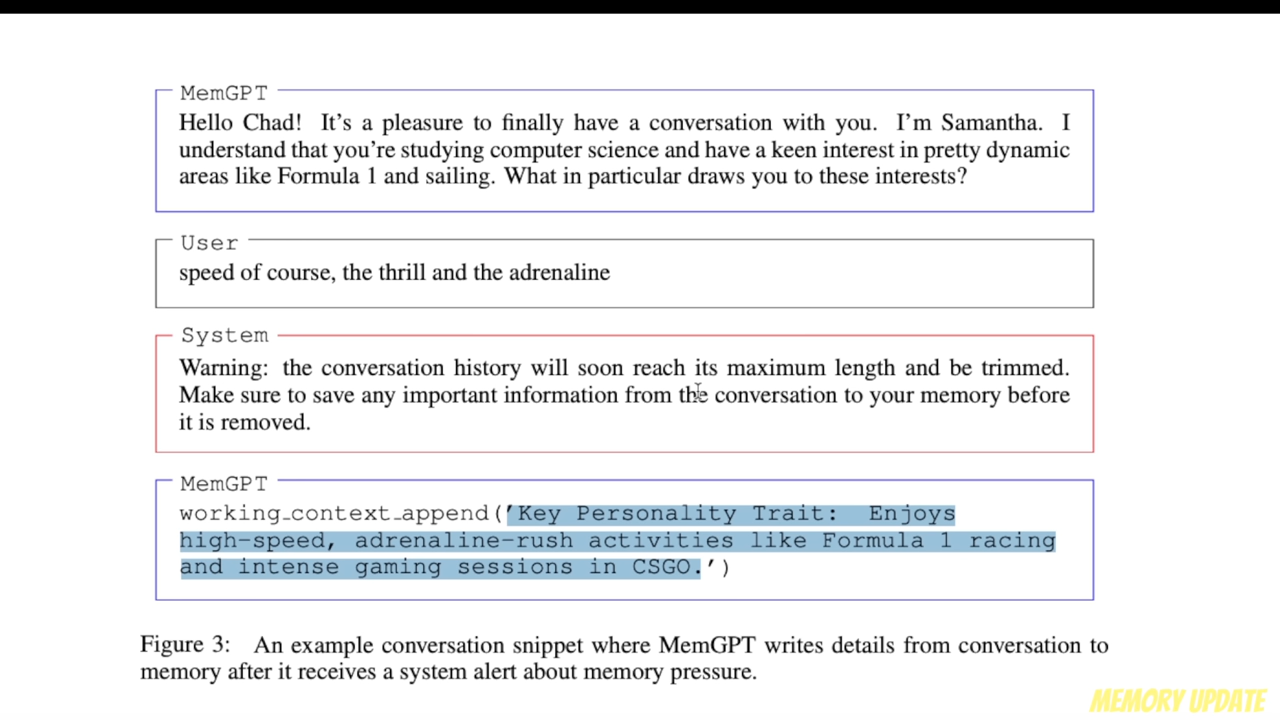 MemGPT
Hello Chad! It's a pleasure to finally have a conversation with you. I'm Samantha. I
understand that you're studying computer science and have a keen interest in pretty dynamic
areas like Formula 1 and sailing. What in particular draws you to these interests?
User
speed of course, the thrill and the adrenaline
System
Warning: the conversation history will soon reach its maximum length and be trimmed.
Make sure to save any important information from the conversation to your memory before
it is removed.
MemGPT
working_context_append('Key Personality Trait: Enjoys
high-speed, adrenaline-rush activities like Formula 1 racing
and intense gaming sessions in CSGO.')
Figure 3: An example conversation snippet where MemGPT writes details from conversation to
memory after it receives a system alert about memory pressure.
MEMORY UPDATE